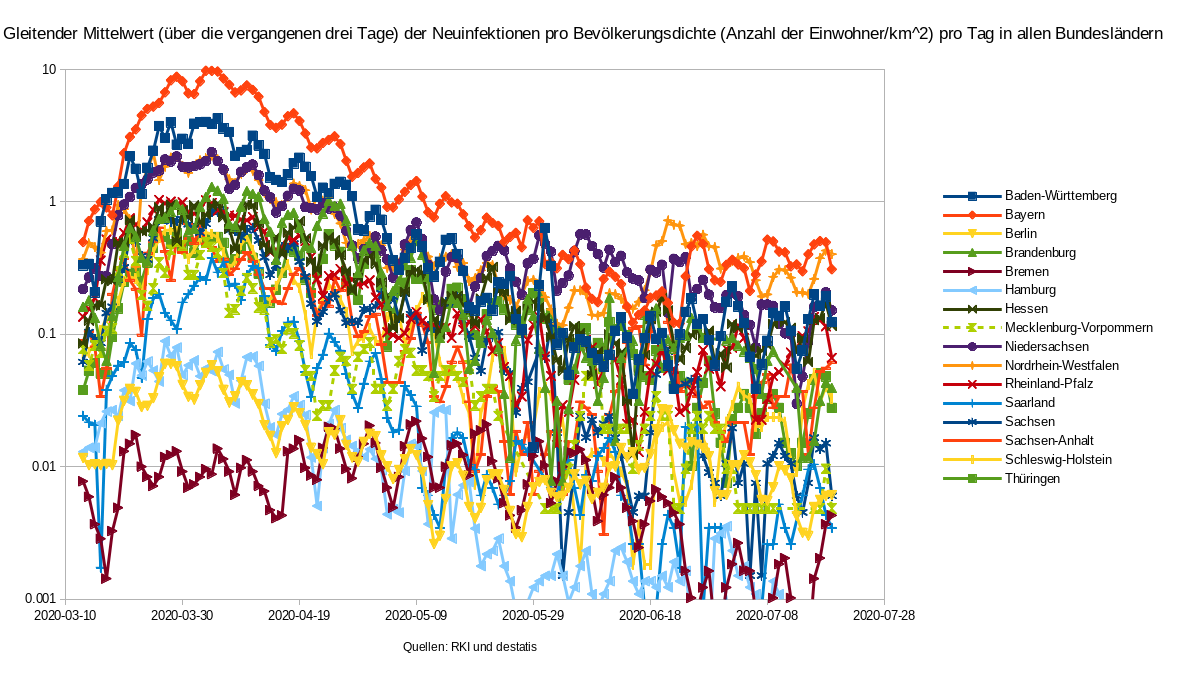 Gleitender Mittelwert (über die vergangenen drei Tage) der Neuinfektionen pro Bevölkerungsdichte (Anzahl der Einwohner/km^2) pro Tag in allen Bundesländern
10
1
0.1
0.01
0.001
2020-03-10 2020-03-30 2020-04-19 2020-05-09 2020-05-29 2020-06-18 2020-07-08 2020-07-28
Quellen: RKI und destatis
Baden-Württemberg
Bayern
Berlin
Brandenburg
Bremen
Hamburg
Hessen
Mecklenburg-Vorpommern
Niedersachsen
Nordrhein-Westfalen
Rheinland-Pfalz
Saarland
Sachsen
Sachsen-Anhalt
Schleswig-Holstein
Thüringen